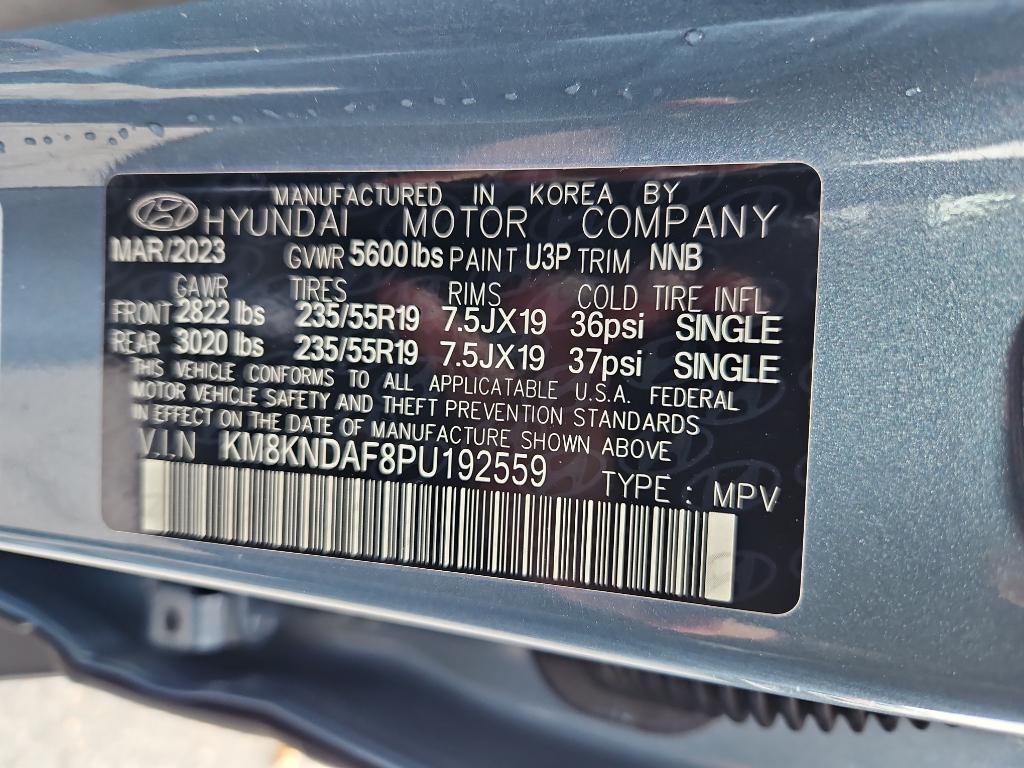 MANUFACTURED IN KOREA BY
HYUNDAI MOTOR COMPANY
MAR/2023 GVWR 5600lbs PAINT U3P TRIM NNB
GAWR TIRES RIMS COLD TIRE INFL
FRONT 2822 lbs 235/55R19 7.5JX19 36psi SINGLE
REAR 3020 lbs 235/55R19 7.5JX19 37psi SINGLE
THIS VEHICLE CONFORMS TO ALL APPLICATABLE U.S.A. FEDERAL
MOTOR VEHICLE SAFETY AND THEFT PREVENTION STANDARDS
IN EFFECT ON THE DATE OF MANUFACTURE SHOWN ABOVE
V.I.N KM8KNDAF8PU192559
TYPE : MPV